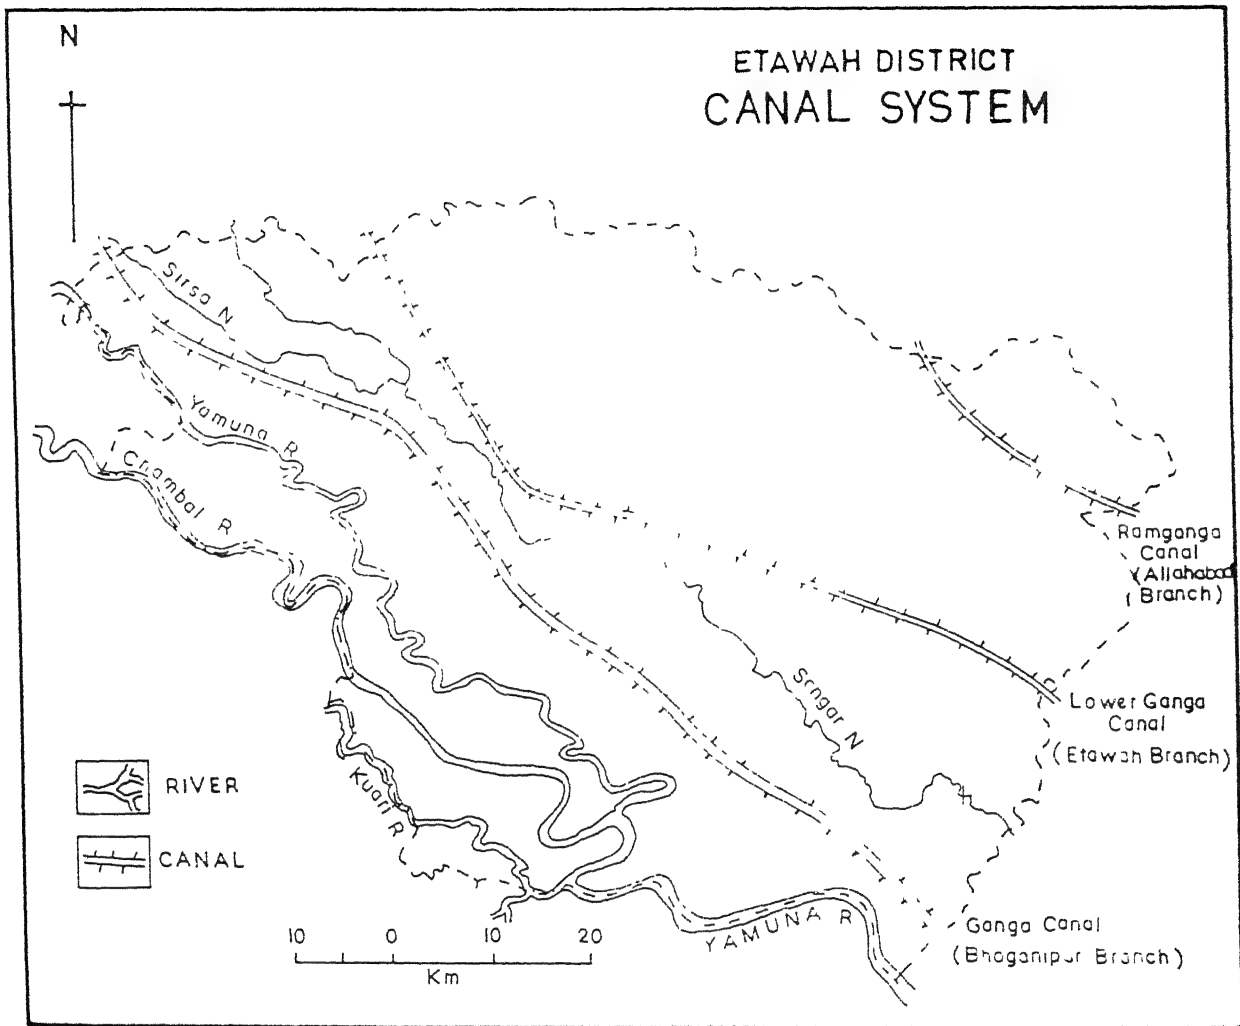 N
ETAWAH DISTRICT
CANAL SYSTEM
Sirsa N
Yamuna R
Chambal R
Ramganga
Canal
(Allahabad
Branch)
Sengar N
Lower Ganga
Canal
(Etawah Branch)
Kuari R
RIVER
CANAL
YAMUNA R
Ganga Canal
(Bhoganipur Branch)
10 0 10 20
Km